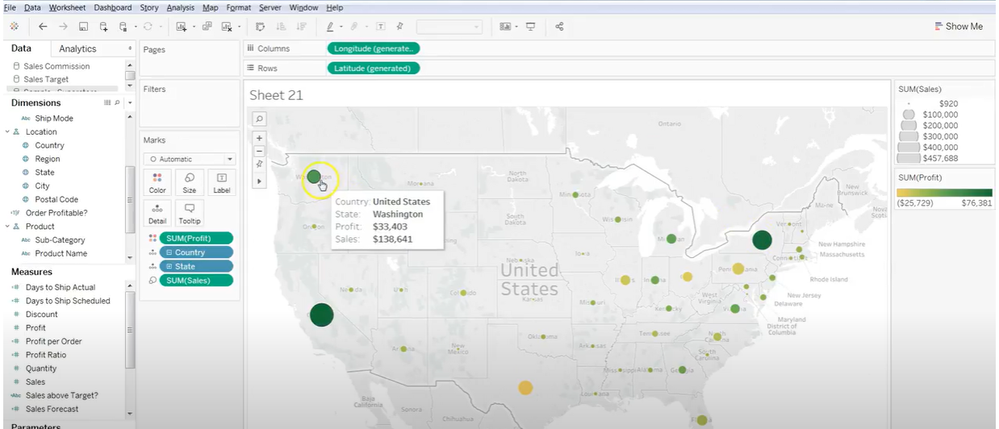 File Data Worksheet Dashboard Story Analysis Map Format Server Window Help
Show Me
Data Analytics
Sales Commission
Sales Target
Dimensions
Abc Ship Mode
Location
Country
Region
State
City
Postal Code
Order Profitable?
Product
Abc Sub-Category
Abc Product Name
Measures
Days to Ship Actual
Days to Ship Scheduled
Discount
Profit
Profit per Order
Profit Ratio
Quantity
Sales
Sales above Target?
Sales Forecast
Parameters
Pages
Filters
Marks
Automatic
Color Size Label
Detail Tooltip
SUM(Profit)
Country
State
SUM(Sales)
Columns Longitude (generate..
Rows Latitude (generated)
Sheet 21
Ontario
North
Dakota
South
Dakota
United
States
Kansas
Country: United States
State: Washington
Profit: $33,403
Sales: $138,641
New
Brunswick
New Hampshire
Massachusetts
Rhode Island
New Jersey
Delaware
Maryland
District of
Columbia
West
Virginia
South
Carolina
New
Mexico
Baja
California
Sonora
Chihuahua
SUM(Sales)
$920
$100,000
$200,000
$300,000
$400,000
$457,688
SUM(Profit)
($25,729) $76,381